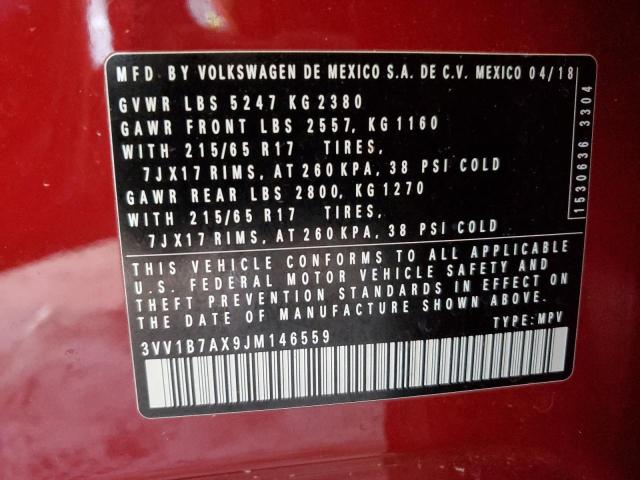 MFD BY VOLKSWAGEN DE MEXICO S.A. DE C.V. MEXICO 04/18
GVWR LBS 5247 KG 2380
GAWR FRONT LBS 2557, KG 1160
WITH 215/65 R17 TIRES,
7JX17 RIMS, AT 260 KPA, 38 PSI COLD
GAWR REAR LBS 2800, KG 1270
WITH 215/65 R17 TIRES,
7JX17 RIMS, AT 260 KPA, 38 PSI COLD
THIS VEHICLE CONFORMS TO ALL APPLICABLE
U.S. FEDERAL MOTOR VEHICLE SAFETY AND
THEFT PREVENTION STANDARDS IN EFFECT ON
THE DATE OF MANUFACTURE SHOWN ABOVE.
3VV1B7AX9JM146559 TYPE: MPV
1530636 3304